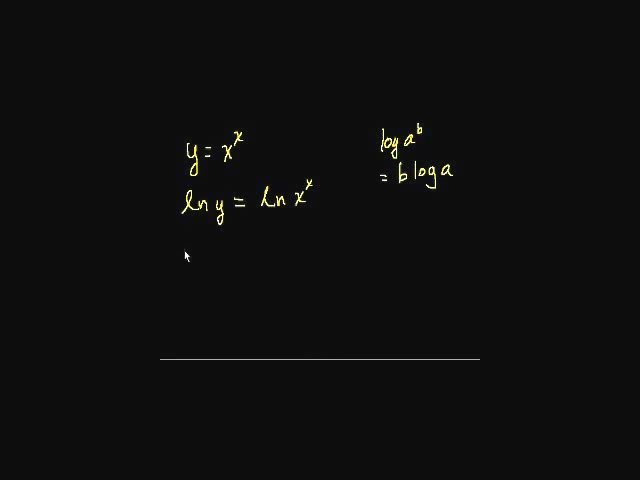 y = x^x
ln y = ln x^x
log a^b
= b log a